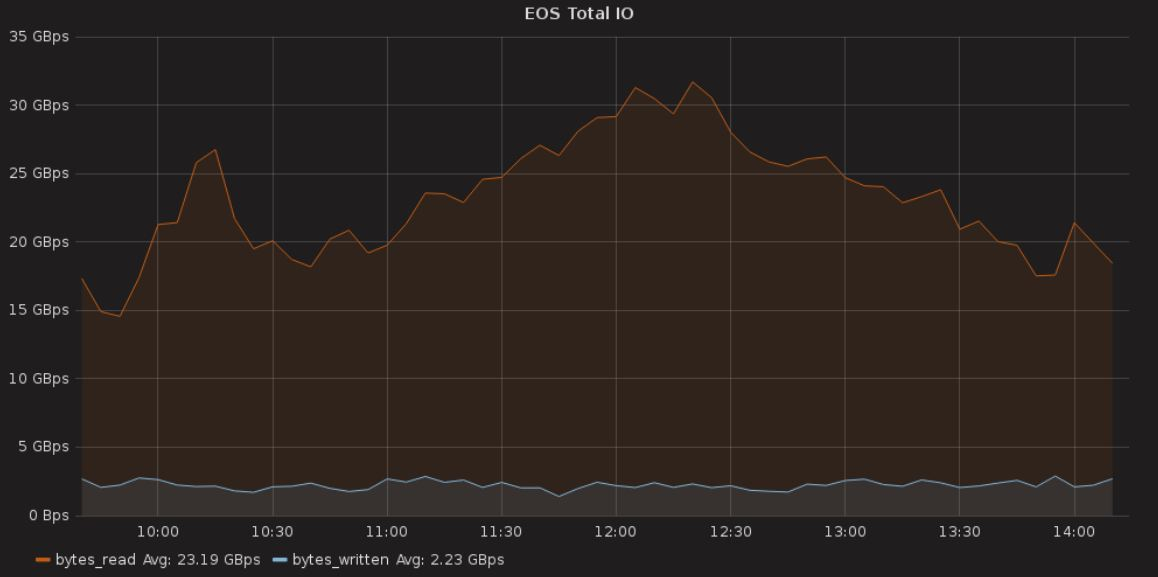 EOS Total IO
35 GBps
30 GBps
25 GBps
20 GBps
15 GBps
10 GBps
5 GBps
0 Bps
10:00 10:30 11:00 11:30 12:00 12:30 13:00 13:30 14:00
bytes_read Avg: 23.19 GBps bytes_written Avg: 2.23 GBps